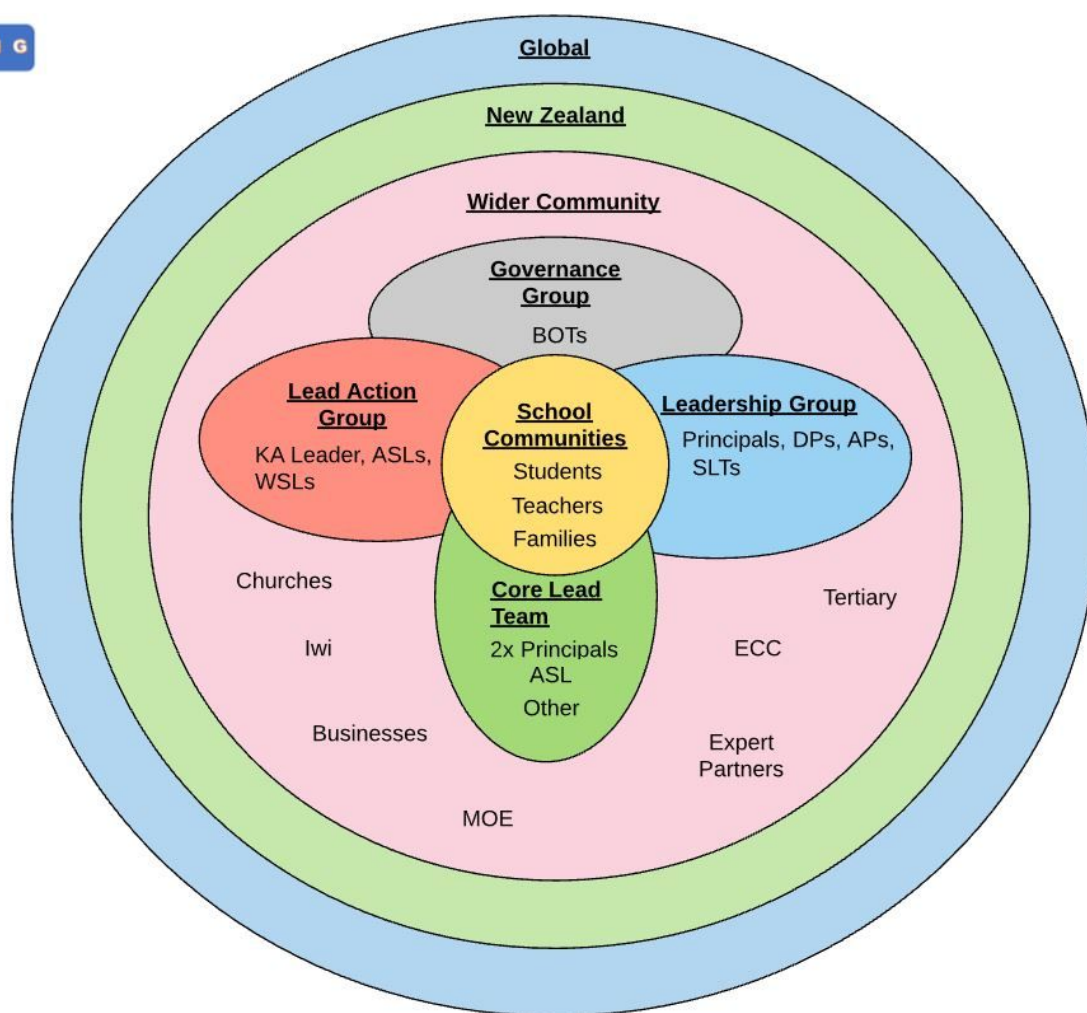 G
Global
New Zealand
Wider Community
Governance
Group
BOTs
Lead Action
Group
KA Leader, ASLs,
WSLs
School
Communities
Students
Teachers
Families
Leadership Group
Principals, DPs, APs,
SLTs
Core Lead
Team
2x Principals
ASL
Other
Churches
Iwi
Businesses
MOE
Tertiary
ECC
Expert
Partners